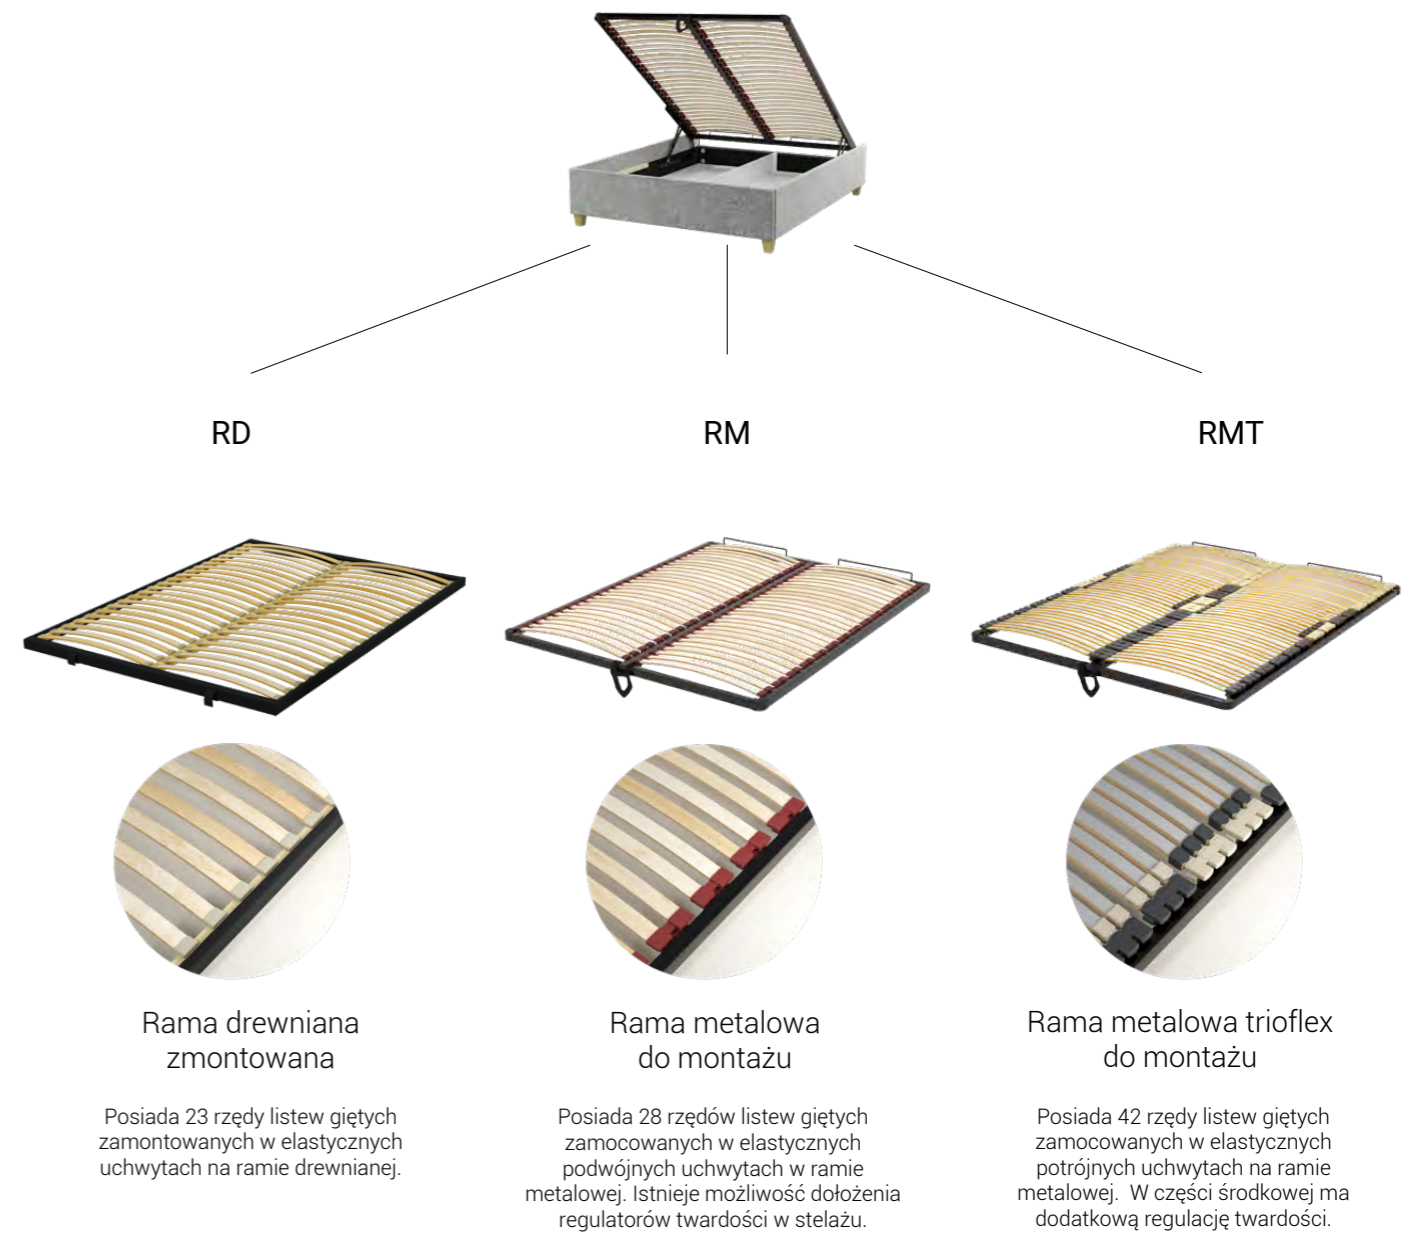 RD
RM
RMT
Rama drewniana
zmontowana
Posiada 23 rzędy listew giętych
zamontowanych w elastycznych
uchwytach na ramie drewnianej.
Rama metalowa
do montażu
Posiada 28 rzędów listew giętych
zamocowanych w elastycznych
podwójnych uchwytach w ramie
metalowej. Istnieje możliwość dołożenia
regulatorów twardości w stelażu.
Rama metalowa trioflex
do montażu
Posiada 42 rzędy listew giętych
zamocowanych w elastycznych
potrójnych uchwytach na ramie
metalowej.  W części środkowej ma
dodatkową regulację twardości.